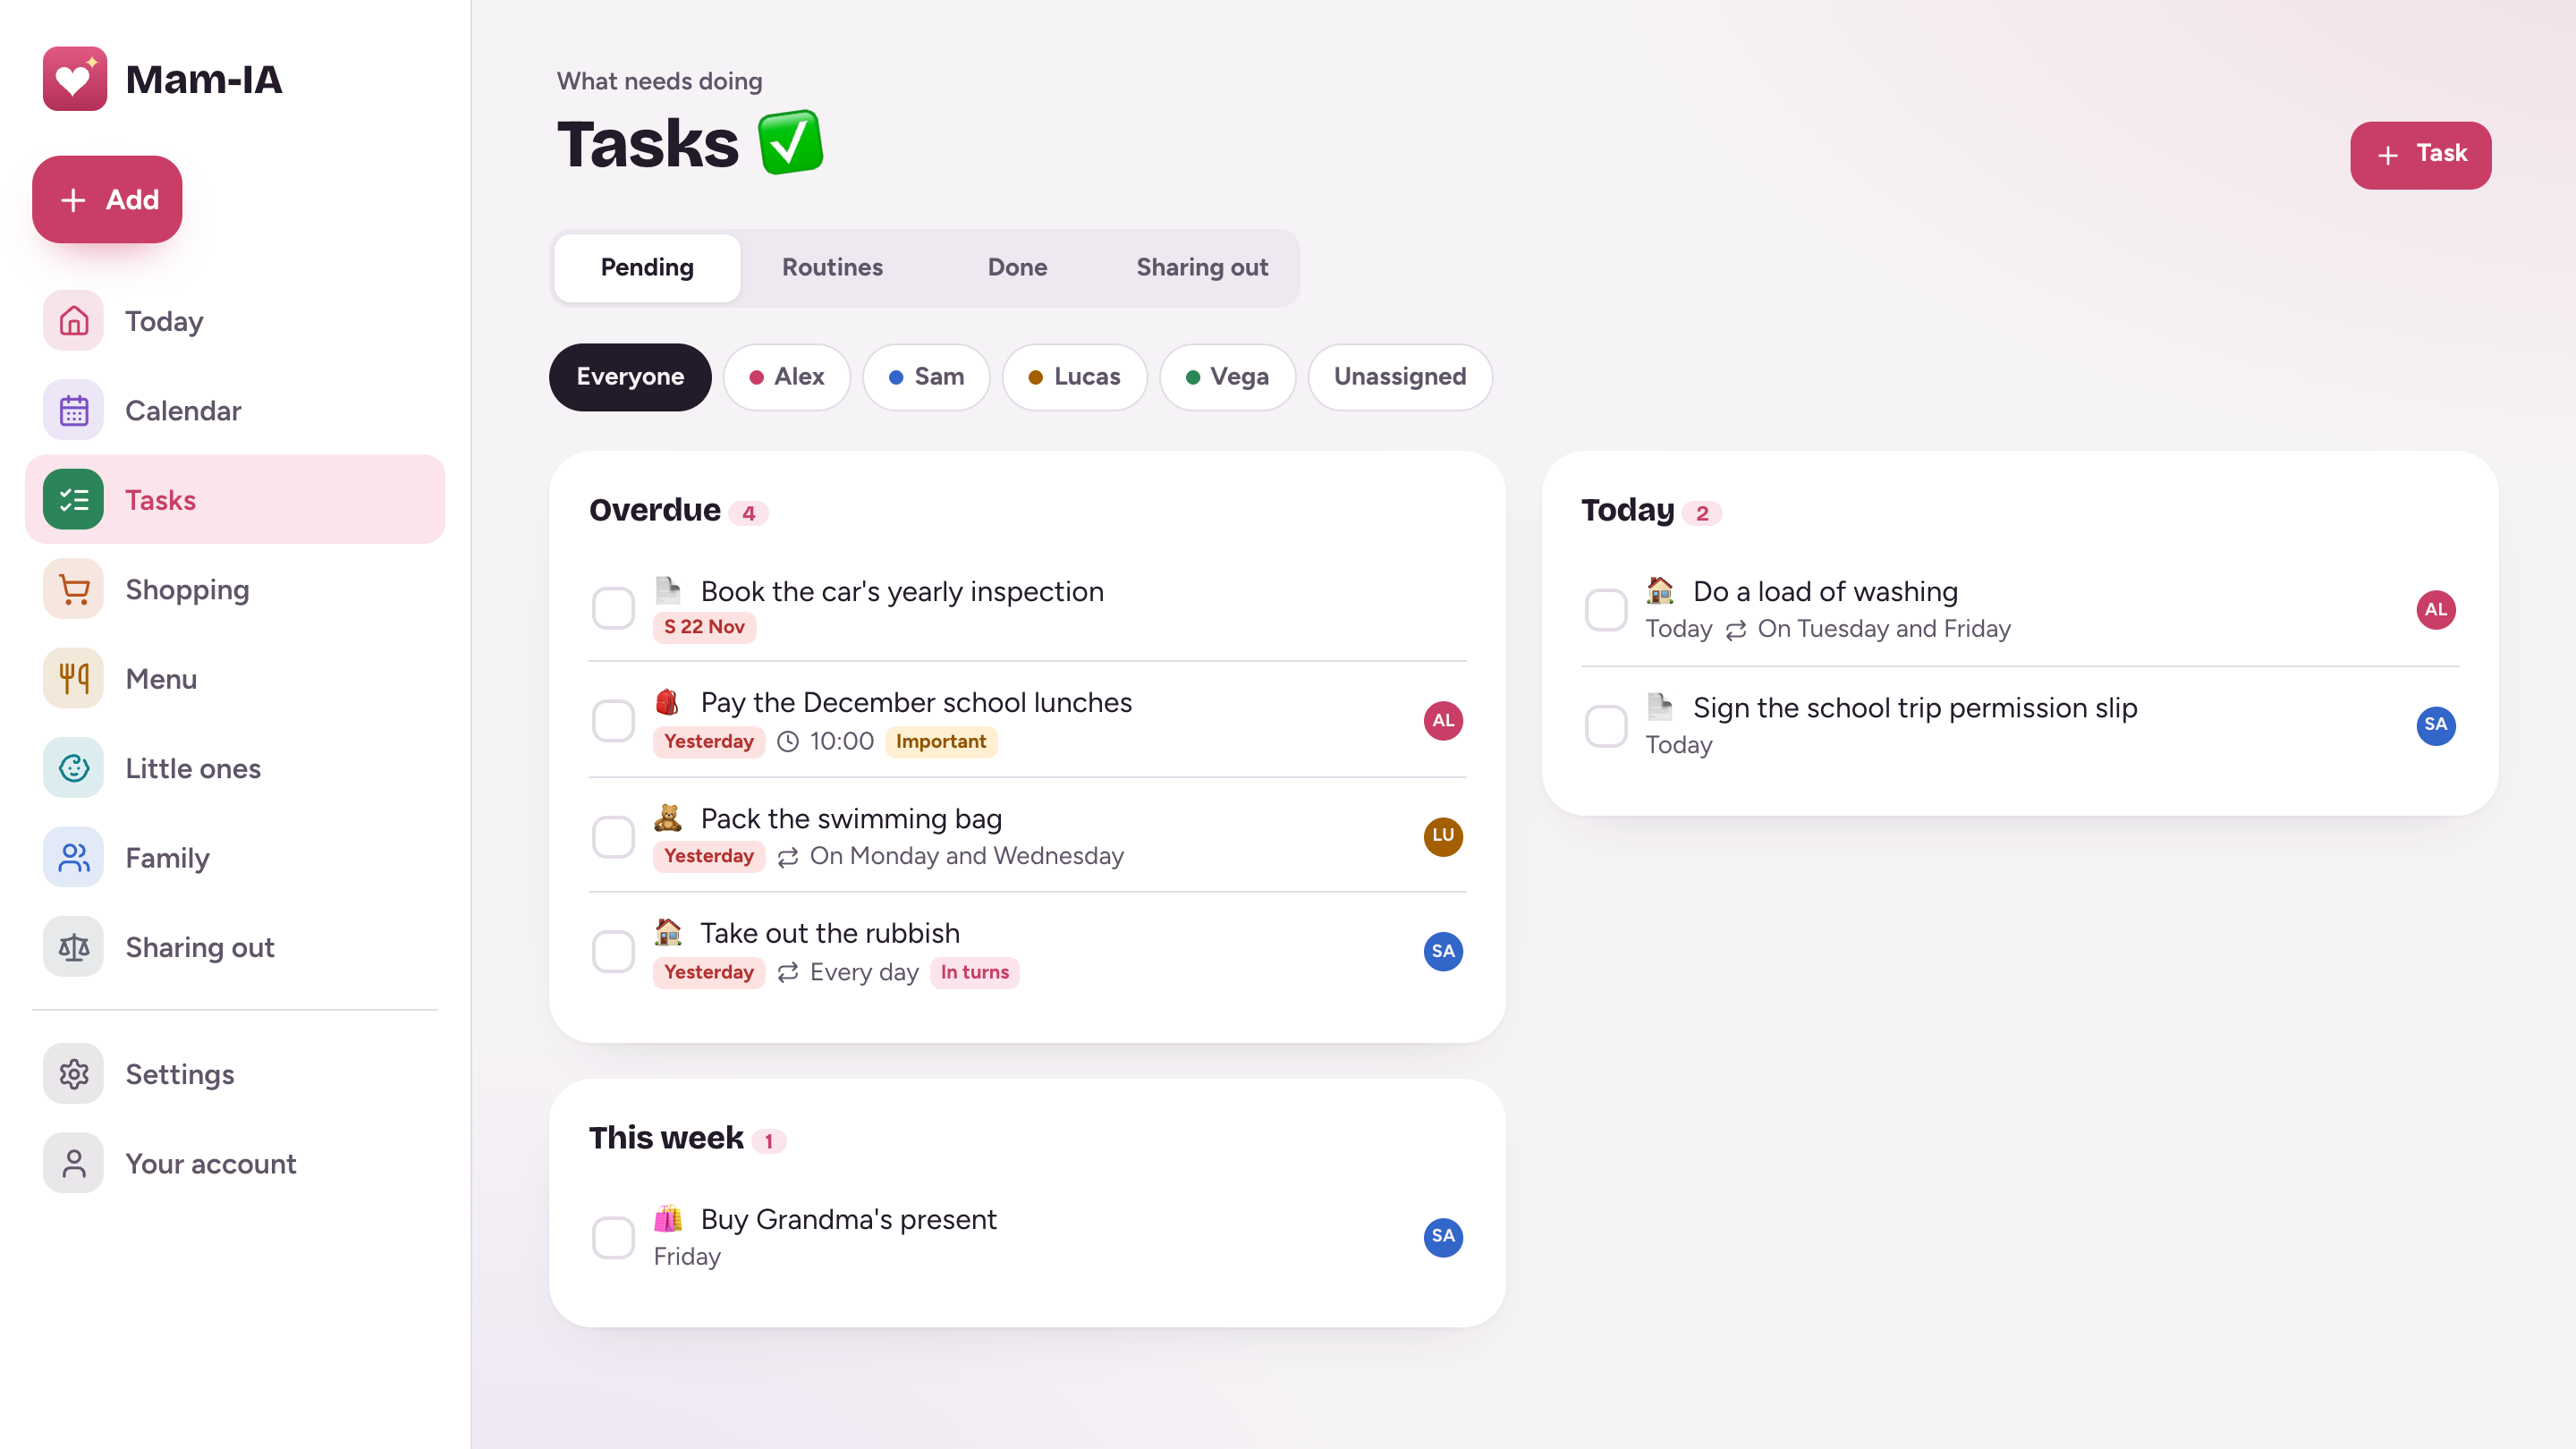 Mam-IA
Add
Today
Calendar
Tasks
Shopping
Menu
Little ones
Family
Sharing out
Settings
Your account
What needs doing
Tasks
Task
Pending
Routines
Done
Sharing out
Everyone
Alex
Sam
Lucas
Vega
Unassigned
Overdue 4
Book the car's yearly inspection
S 22 Nov
Pay the December school lunches
Yesterday 10:00 Important
AL
Pack the swimming bag
Yesterday On Monday and Wednesday
LU
Take out the rubbish
Yesterday Every day In turns
SA
Today 2
Do a load of washing
Today On Tuesday and Friday
AL
Sign the school trip permission slip
Today
SA
This week 1
Buy Grandma's present
Friday
SA